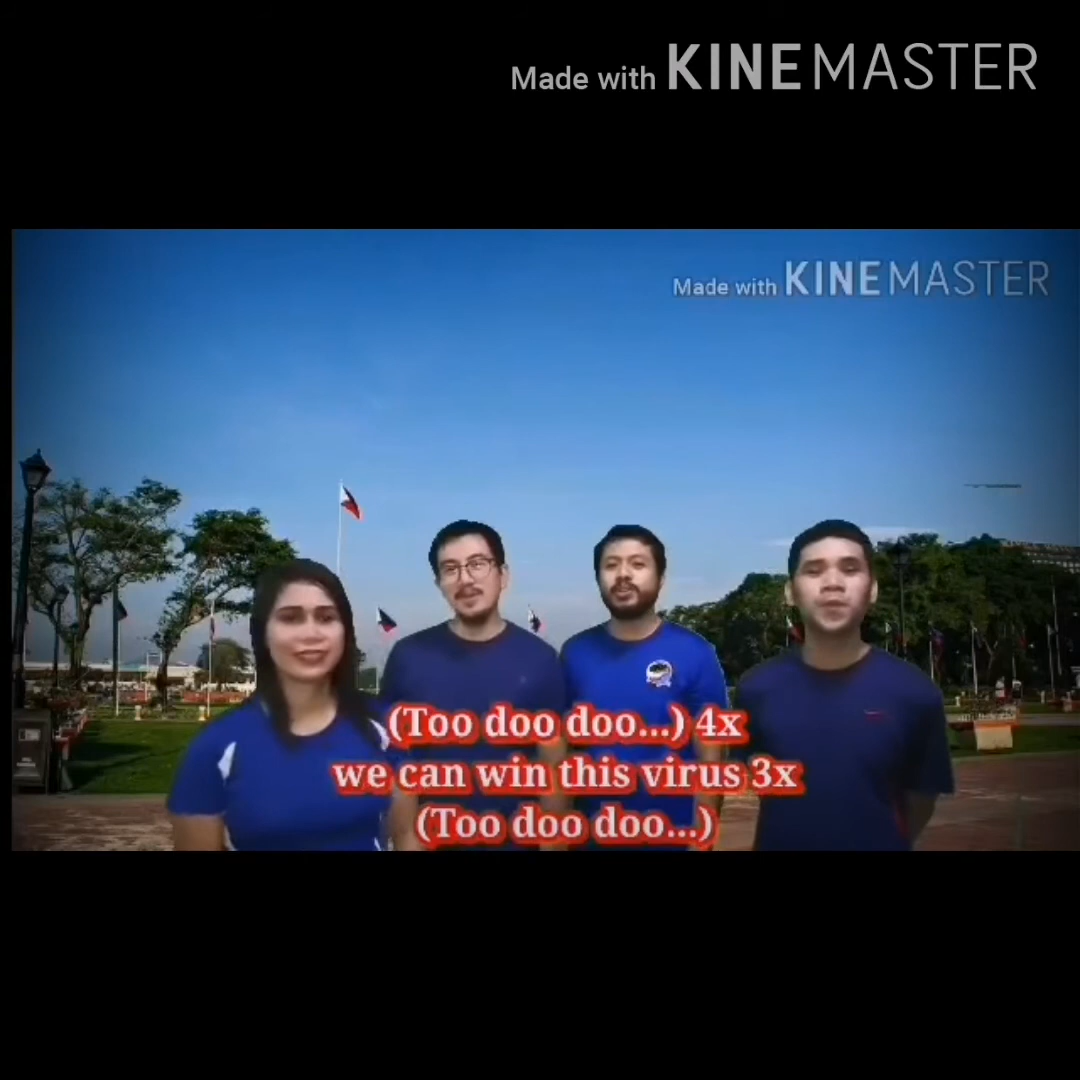 Made with KINEMASTER
Made with KINEMASTER
(Too doo doo...) 4x
we can win this virus 3x
(Too doo doo...)